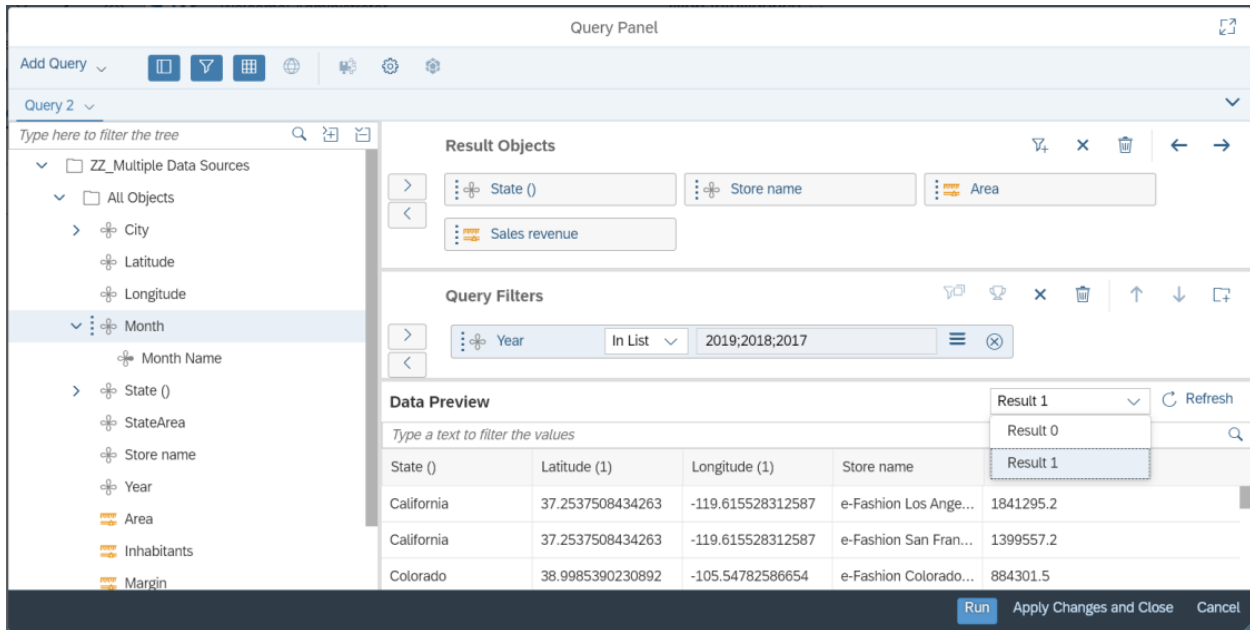 Query Panel
Add Query
Query 2
Type here to filter the tree
ZZ_Multiple Data Sources
All Objects
City
Latitude
Longitude
Month
Month Name
State ()
StateArea
Store name
Year
Area
Inhabitants
Margin
Result Objects
State ()
Store name
Area
Sales revenue
Query Filters
Year
In List
2019;2018;2017
Data Preview
Result 1
Refresh
Result 0
Result 1
Type a text to filter the values
State () Latitude (1) Longitude (1) Store name
California 37.2537508434263 -119.615528312587 e-Fashion Los Ange... 1841295.2
California 37.2537508434263 -119.615528312587 e-Fashion San Fran... 1399557.2
Colorado 38.9985390230892 -105.54782586654 e-Fashion Colorado... 884301.5
Run Apply Changes and Close Cancel